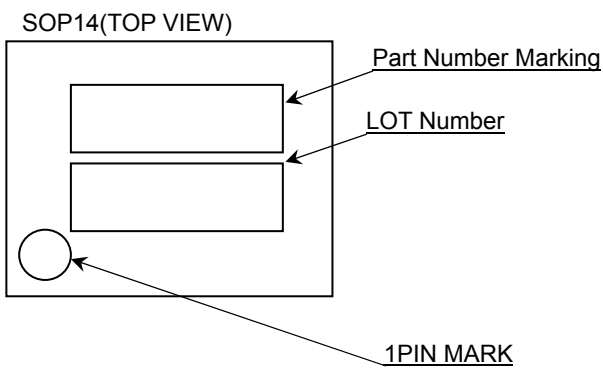 SOP14(TOP VIEW)
Part Number Marking
LOT Number
1PIN MARK